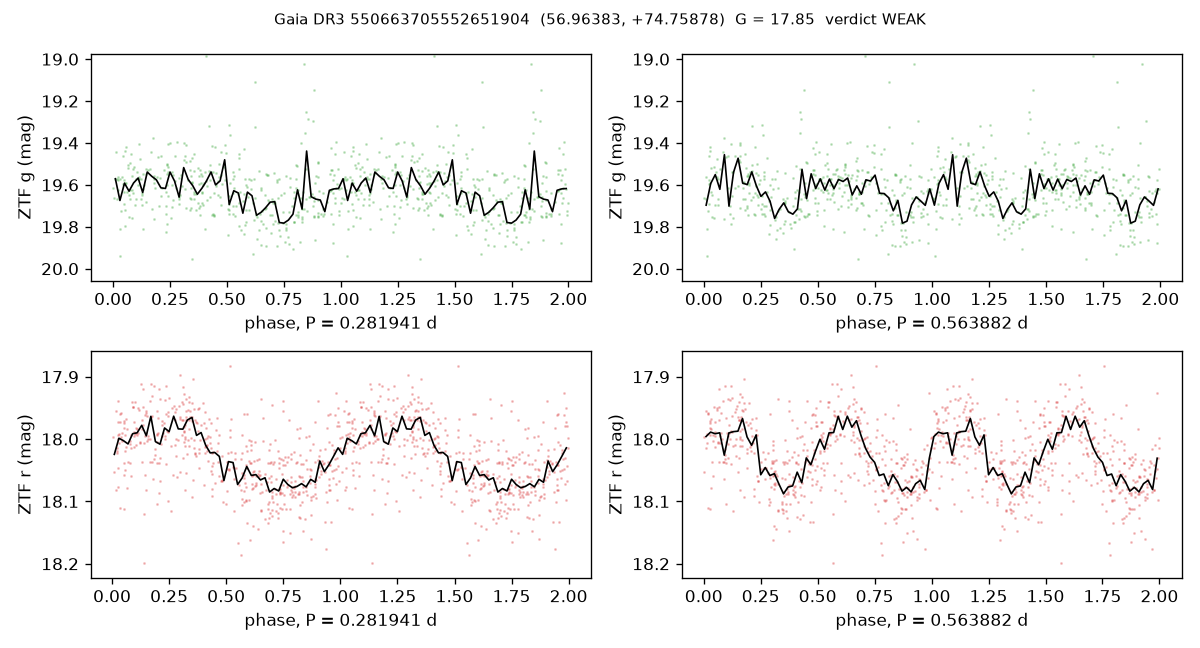 Gaia DR3 550663705552651904  (56.96383, +74.75878)  G = 17.85  verdict WEAK
ZTF g (mag)
19.0
19.2
19.4
19.6
19.8
20.0
0.00 0.25 0.50 0.75 1.00 1.25 1.50 1.75 2.00
phase, P = 0.281941 d
ZTF g (mag)
19.0
19.2
19.4
19.6
19.8
20.0
0.00 0.25 0.50 0.75 1.00 1.25 1.50 1.75 2.00
phase, P = 0.563882 d
ZTF r (mag)
17.9
18.0
18.1
18.2
0.00 0.25 0.50 0.75 1.00 1.25 1.50 1.75 2.00
phase, P = 0.281941 d
ZTF r (mag)
17.9
18.0
18.1
18.2
0.00 0.25 0.50 0.75 1.00 1.25 1.50 1.75 2.00
phase, P = 0.563882 d